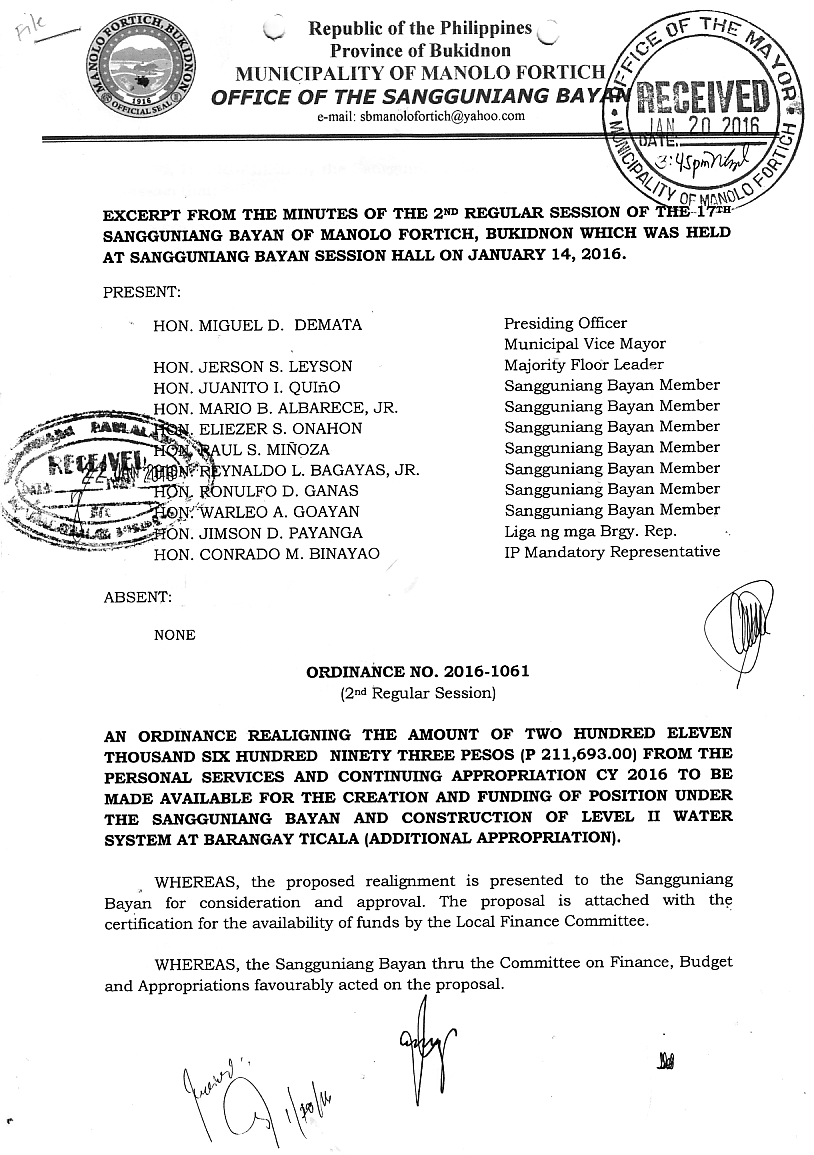 File
Republic of the Philippines
Province of Bukidnon
MUNICIPALITY OF MANOLO FORTICH
OFFICE OF THE SANGGUNIANG BAYAN
e-mail: sbmanolofortich@yahoo.com
MANOLO FORTICH, BUKIDNON
1916
OFFICIAL SEAL
OFFICE OF THE MAYOR
RECEIVED
JAN 20 2016
DATE:
3:45pm
MUNICIPALITY OF MANOLO FORTICH
EXCERPT FROM THE MINUTES OF THE 2ND REGULAR SESSION OF THE 17TH
SANGGUNIANG BAYAN OF MANOLO FORTICH, BUKIDNON WHICH WAS HELD
AT SANGGUNIANG BAYAN SESSION HALL ON JANUARY 14, 2016.
PRESENT:
HON. MIGUEL D. DEMATA Presiding Officer
Municipal Vice Mayor
HON. JERSON S. LEYSON Majority Floor Leader
HON. JUANITO I. QUIñO Sangguniang Bayan Member
HON. MARIO B. ALBARECE, JR. Sangguniang Bayan Member
HON. ELIEZER S. ONAHON Sangguniang Bayan Member
HON. RAUL S. MIÑOZA Sangguniang Bayan Member
HON. REYNALDO L. BAGAYAS, JR. Sangguniang Bayan Member
HON. RONULFO D. GANAS Sangguniang Bayan Member
HON. WARLEO A. GOAYAN Sangguniang Bayan Member
HON. JIMSON D. PAYANGA Liga ng mga Brgy. Rep.
HON. CONRADO M. BINAYAO IP Mandatory Representative
RECEIVED
22 JAN 2016
ABSENT:
NONE
ORDINANCE NO. 2016-1061
(2nd Regular Session)
AN ORDINANCE REALIGNING THE AMOUNT OF TWO HUNDRED ELEVEN
THOUSAND SIX HUNDRED NINETY THREE PESOS (P 211,693.00) FROM THE
PERSONAL SERVICES AND CONTINUING APPROPRIATION CY 2016 TO BE
MADE AVAILABLE FOR THE CREATION AND FUNDING OF POSITION UNDER
THE SANGGUNIANG BAYAN AND CONSTRUCTION OF LEVEL II WATER
SYSTEM AT BARANGAY TICALA (ADDITIONAL APPROPRIATION).
WHEREAS, the proposed realignment is presented to the Sangguniang
Bayan for consideration and approval. The proposal is attached with the
certification for the availability of funds by the Local Finance Committee.
WHEREAS, the Sangguniang Bayan thru the Committee on Finance, Budget
and Appropriations favourably acted on the proposal.